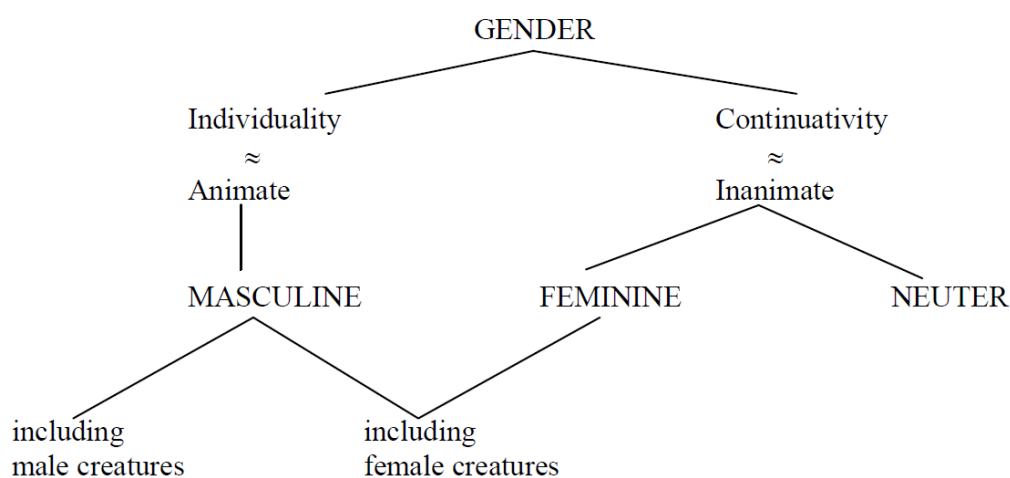 GENDER
Individuality
Continuativity
≈
≈
Animate
Inanimate
MASCULINE
FEMININE
NEUTER
including
male creatures
including
female creatures